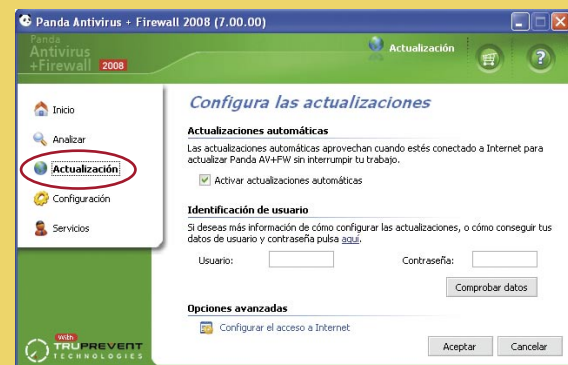 Panda Antivirus + Firewall 2008 (7.00.00)
Panda
Antivirus
+Firewall 2008
Actualización
?
Inicio
Analizar
Actualización
Configuración
Servicios
Configura las actualizaciones
Actualizaciones automáticas
Las actualizaciones automáticas aprovechan cuando estés conectado a Internet para
actualizar Panda AV+FW sin interrumpir tu trabajo.
Activar actualizaciones automáticas
Identificación de usuario
Si deseas más información de cómo configurar las actualizaciones, o cómo conseguir tus
datos de usuario y contraseña pulsa aquí.
Usuario: Contraseña:
Comprobar datos
Opciones avanzadas
Configurar el acceso a Internet
With
TRUPREVENT
TECHNOLOGIES
Aceptar Cancelar